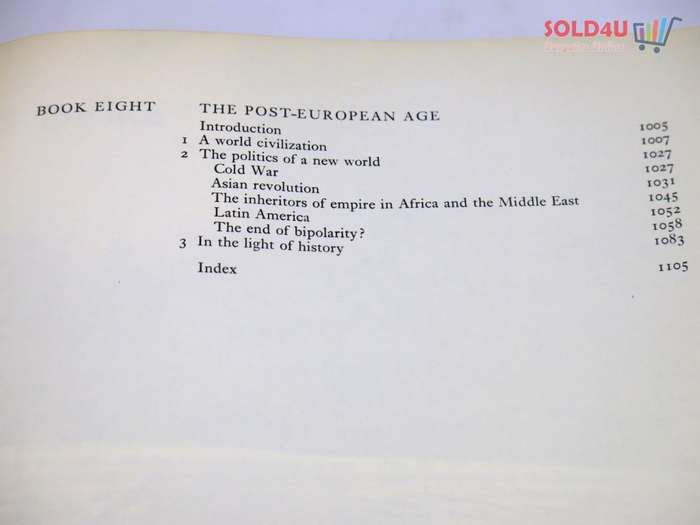 SOLD4U
BOOK EIGHT THE POST-EUROPEAN AGE
Introduction 1005
1 A world civilization 1007
2 The politics of a new world 1027
Cold War 1027
Asian revolution 1031
The inheritors of empire in Africa and the Middle East 1045
Latin America 1052
The end of bipolarity? 1058
3 In the light of history 1083
Index 1105